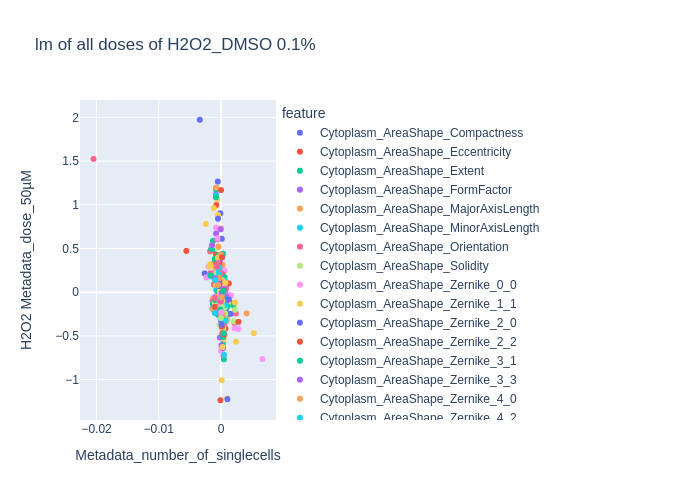 lm of all doses of H2O2_DMSO 0.1%
feature
Cytoplasm_AreaShape_Compactness
Cytoplasm_AreaShape_Eccentricity
Cytoplasm_AreaShape_Extent
Cytoplasm_AreaShape_FormFactor
Cytoplasm_AreaShape_MajorAxisLength
Cytoplasm_AreaShape_MinorAxisLength
Cytoplasm_AreaShape_Orientation
Cytoplasm_AreaShape_Solidity
Cytoplasm_AreaShape_Zernike_0_0
Cytoplasm_AreaShape_Zernike_1_1
Cytoplasm_AreaShape_Zernike_2_0
Cytoplasm_AreaShape_Zernike_2_2
Cytoplasm_AreaShape_Zernike_3_1
Cytoplasm_AreaShape_Zernike_3_3
Cytoplasm_AreaShape_Zernike_4_0
Cytoplasm_AreaShape_Zernike_4_2
2
1.5
1
0.5
0
−0.5
−1
H2O2 Metadata_dose_50µM
−0.02
−0.01
0
Metadata_number_of_singlecells